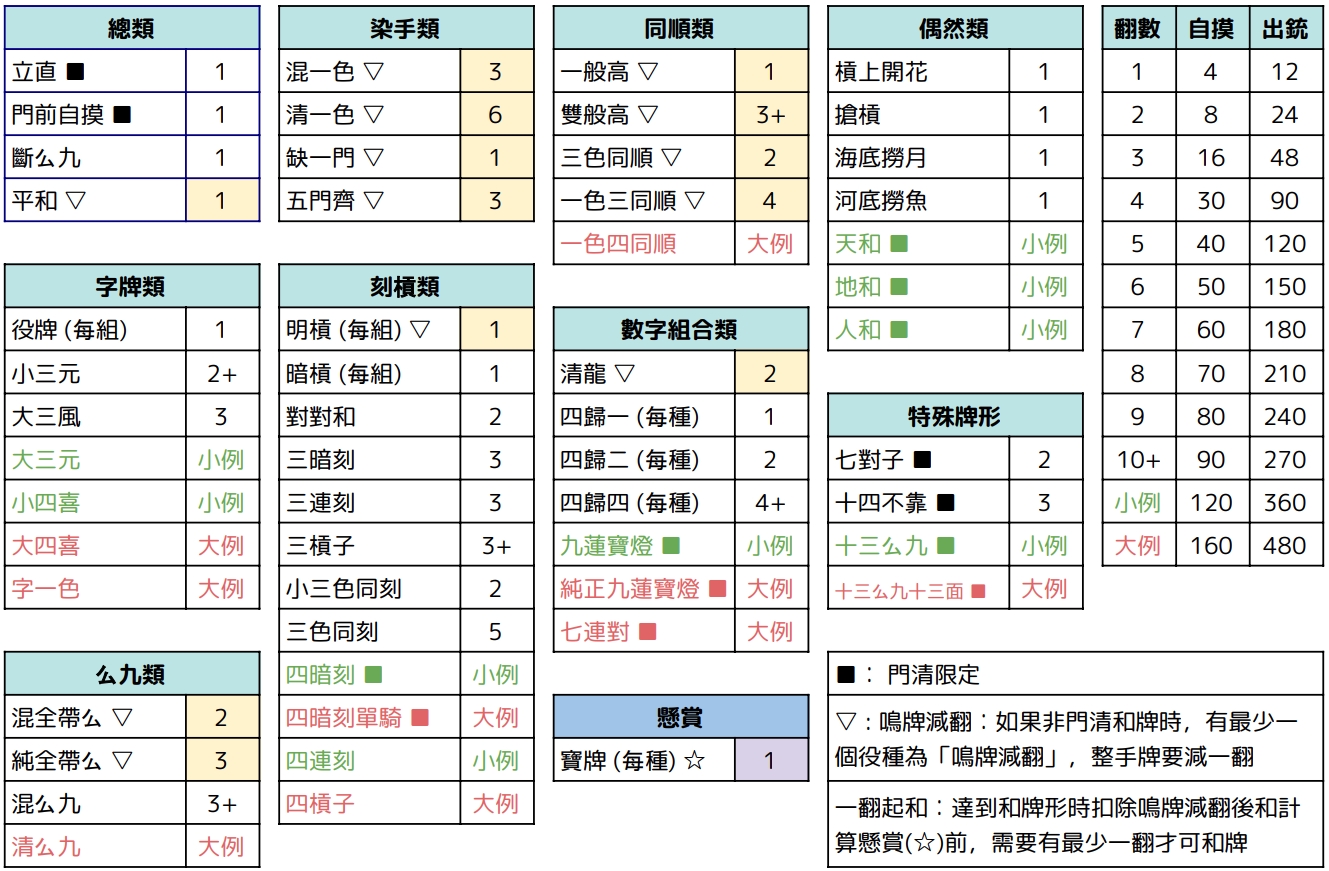 總類
立直 ■ 1
門前自摸 ■ 1
斷么九 1
平和 ▽ 1
字牌類
役牌 (每組) 1
小三元 2+
大三風 3
大三元 小例
小四喜 小例
大四喜 大例
字一色 大例
么九類
混全帶么 ▽ 2
純全帶么 ▽ 3
混么九 3+
清么九 大例
染手類
混一色 ▽ 3
清一色 ▽ 6
缺一門 ▽ 1
五門齊 ▽ 3
刻槓類
明槓 (每組) ▽ 1
暗槓 (每組) 1
對對和 2
三暗刻 3
三連刻 3
三槓子 3+
小三色同刻 2
三色同刻 5
四暗刻 ■ 小例
四暗刻單騎 ■ 大例
四連刻 小例
四槓子 大例
同順類
一般高 ▽ 1
雙般高 ▽ 3+
三色同順 ▽ 2
一色三同順 ▽ 4
一色四同順 大例
數字組合類
清龍 ▽ 2
四歸一 (每種) 1
四歸二 (每種) 2
四歸四 (每種) 4+
九蓮寶燈 ■ 小例
純正九蓮寶燈 ■ 大例
七連對 ■ 大例
懸賞
寶牌 (每種) ☆ 1
偶然類
槓上開花 1
搶槓 1
海底撈月 1
河底撈魚 1
天和 ■ 小例
地和 ■ 小例
人和 ■ 小例
特殊牌形
七對子 ■ 2
十四不靠 ■ 3
十三么九 ■ 小例
十三么九十三面 ■ 大例
翻數 自摸 出銃
1 4 12
2 8 24
3 16 48
4 30 90
5 40 120
6 50 150
7 60 180
8 70 210
9 80 240
10+ 90 270
小例 120 360
大例 160 480
■： 門清限定
▽：鳴牌減翻：如果非門清和牌時，有最少一
個役種為「鳴牌減翻」，整手牌要減一翻
一翻起和：達到和牌形時扣除鳴牌減翻後和計
算懸賞(☆)前，需要有最少一翻才可和牌